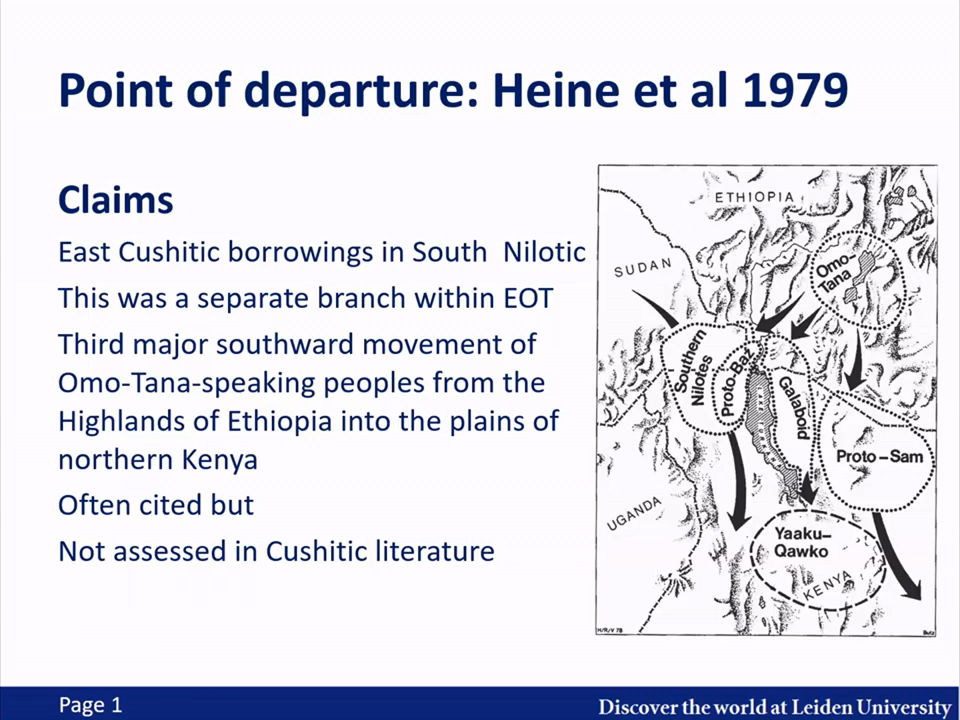 Point of departure: Heine et al 1979
Claims
East Cushitic borrowings in South Nilotic
This was a separate branch within EOT
Third major southward movement of
Omo-Tana-speaking peoples from the
Highlands of Ethiopia into the plains of
northern Kenya
Often cited but
Not assessed in Cushitic literature
ETHIOPIA
SUDAN
Omo-
Tana
Southern
Nilotes
Proto-Baz
Galaboid
Proto-Sam
UGANDA
Yaaku-
Qawko
KENYA
H/R/V 78
Butz
Page 1
Discover the world at Leiden University